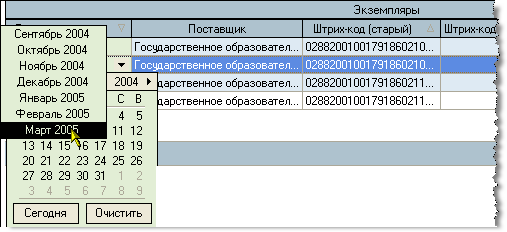 Экземпляры
Поставщик Штрих-код (старый) Штрих-код
Сентябрь 2004
Октябрь 2004
Ноябрь 2004
Декабрь 2004
Январь 2005
Февраль 2005
Март 2005
Государственное образовател... 02882001001791860210...
Государственное образовател... 02882001001791860210...
2004 сударственное образовател... 02882001001791860211...
С В сударственное образовател... 02882001001791860211...
4 5
11 12
13 14 15 16 17 18 19
20 21 22 23 24 25 26
27 28 29 30 31 1 2
3 4 5 6 7 8 9
Сегодня Очистить